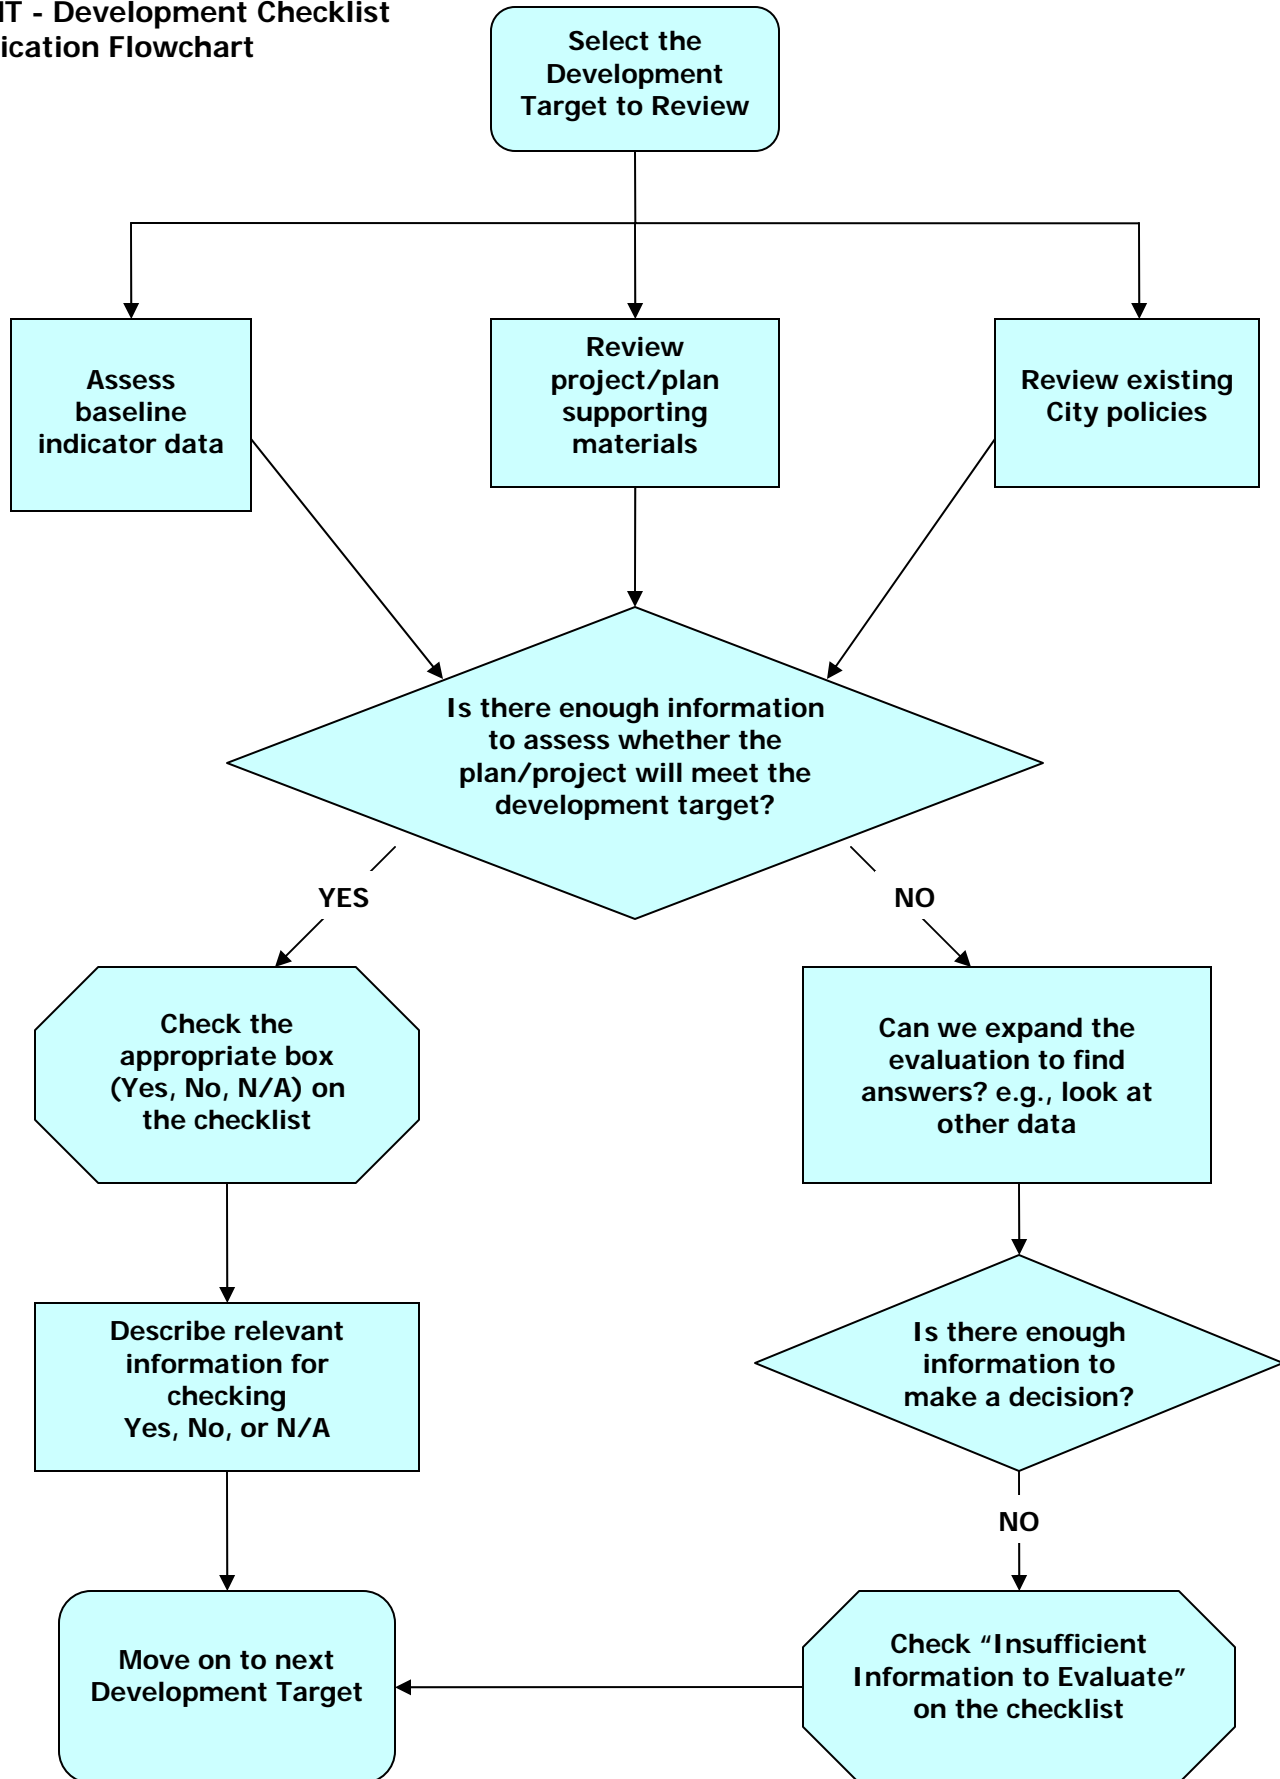 - Development Checklist
Flowchart
Select the
Development
Target to Review
Assess
baseline
indicator data
Review
project/plan
supporting
materials
Review existing
City policies
Is there enough information
to assess whether the
plan/project will meet the
development target?
YES
NO
Check the
appropriate box
(Yes, No, N/A) on
the checklist
Can we expand the
evaluation to find
answers? e.g., look at
other data
Describe relevant
information for
checking
Yes, No, or N/A
Is there enough
information to
make a decision?
NO
Move on to next
Development Target
Check “Insufficient
Information to Evaluate”
on the checklist